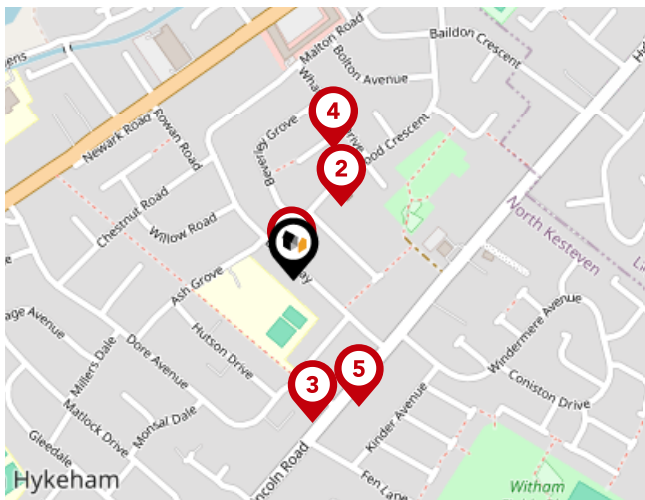 Malton Road
Bolton Avenue
Baildon Crescent
Newark Road
Rowan Road
Beverley Grove
4
2
Chestnut Road
Willow Road
Ash Grove
North Kesteven
Hutson Drive
Dore Avenue
Millers Dale
Matlock Drive
Monsal Dale
Gleedale
3
5
Windermere Avenue
Coniston Drive
Kinder Avenue
Fen Lane
Hykeham
Witham